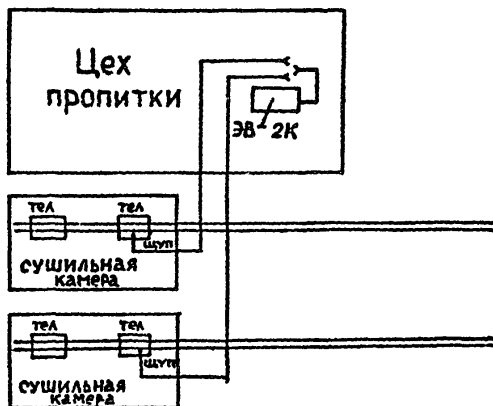 Цех
пропитки
ЭВ-2К
тел
тел
щуп
сушильная
камера
тел
тел
щуп
сушильная
камера